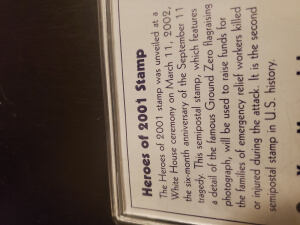 Heroes of 2001 Stamp
The Heroes of 2001 stamp was unveiled at a
White House ceremony on March 11, 2002,
the six-month anniversary of the September 11
tragedy. This semipostal stamp, which features
a detail of the famous Ground Zero flagraising
photograph, will be used to raise funds for
the families of emergency relief workers killed
or injured during the attack. It is the second
semipostal stamp in U.S. history.